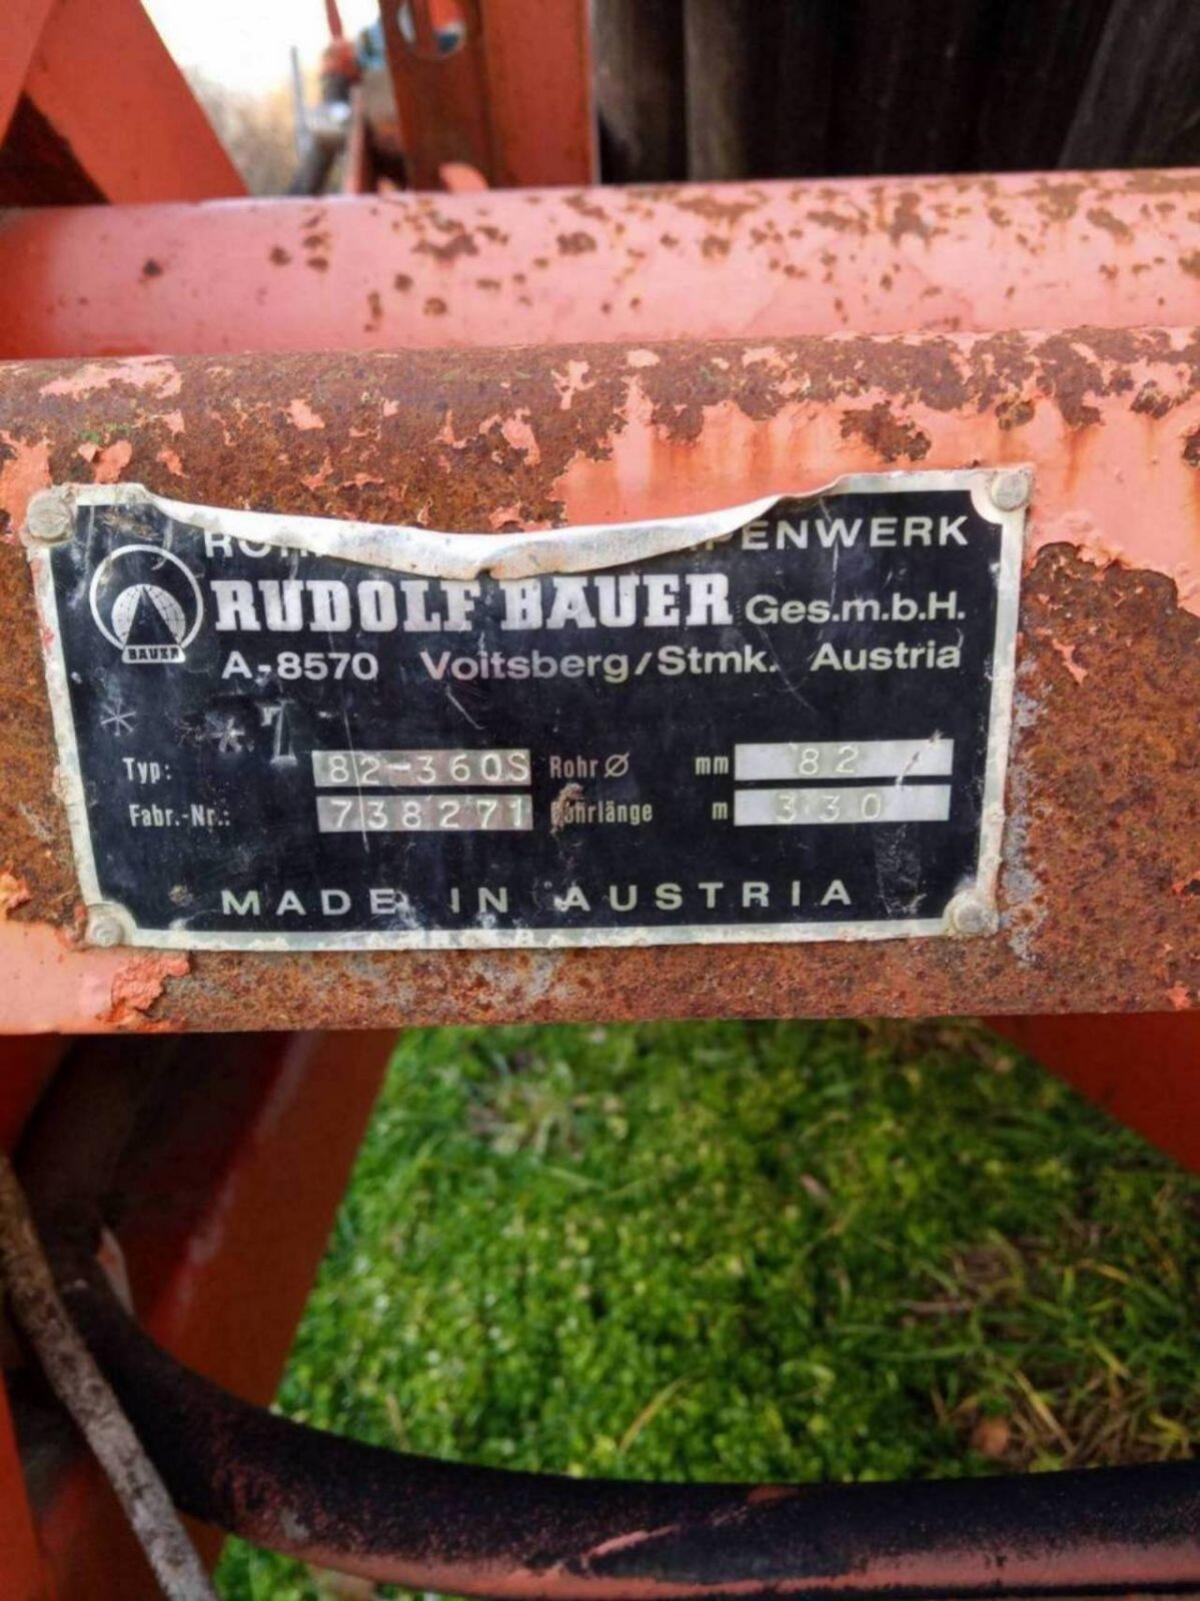 PENWERK
BAUER
RUDOLF BAUER Ges.m.b.H.
A-8570 Voitsberg/Stmk. Austria
Typ: 82-360S Rohr Ø mm 82
Fabr.-Nr.: 738271 Rohrlänge m 330
MADE IN AUSTRIA